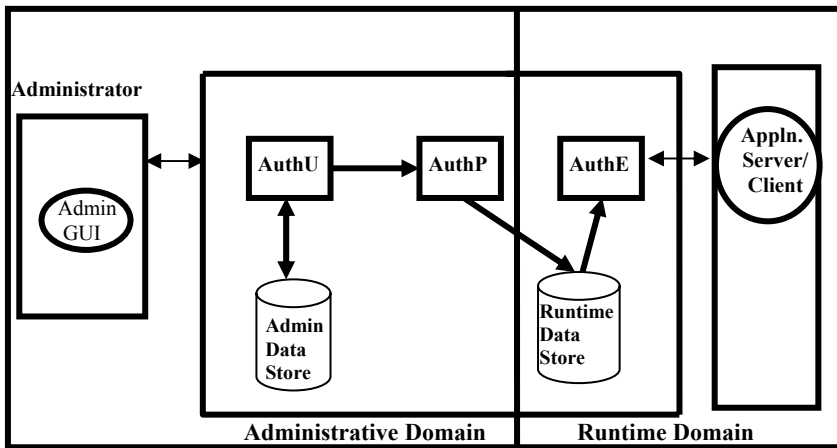 Administrator
Admin
GUI
AuthU
AuthP
AuthE
Appln.
Server/
Client
Admin
Data
Store
Runtime
Data
Store
Administrative Domain
Runtime Domain